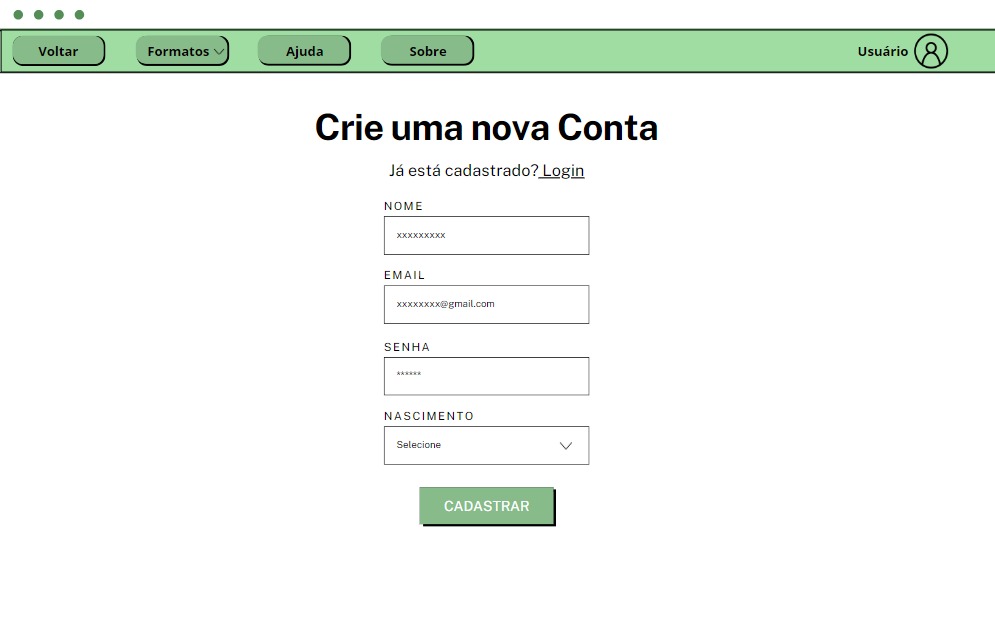 Voltar Formatos Ajuda Sobre Usuário
Crie uma nova Conta
Já está cadastrado? Login
NOME
xxxxxxxxx
EMAIL
xxxxxxxx@gmail.com
SENHA
******
NASCIMENTO
Selecione
CADASTRAR